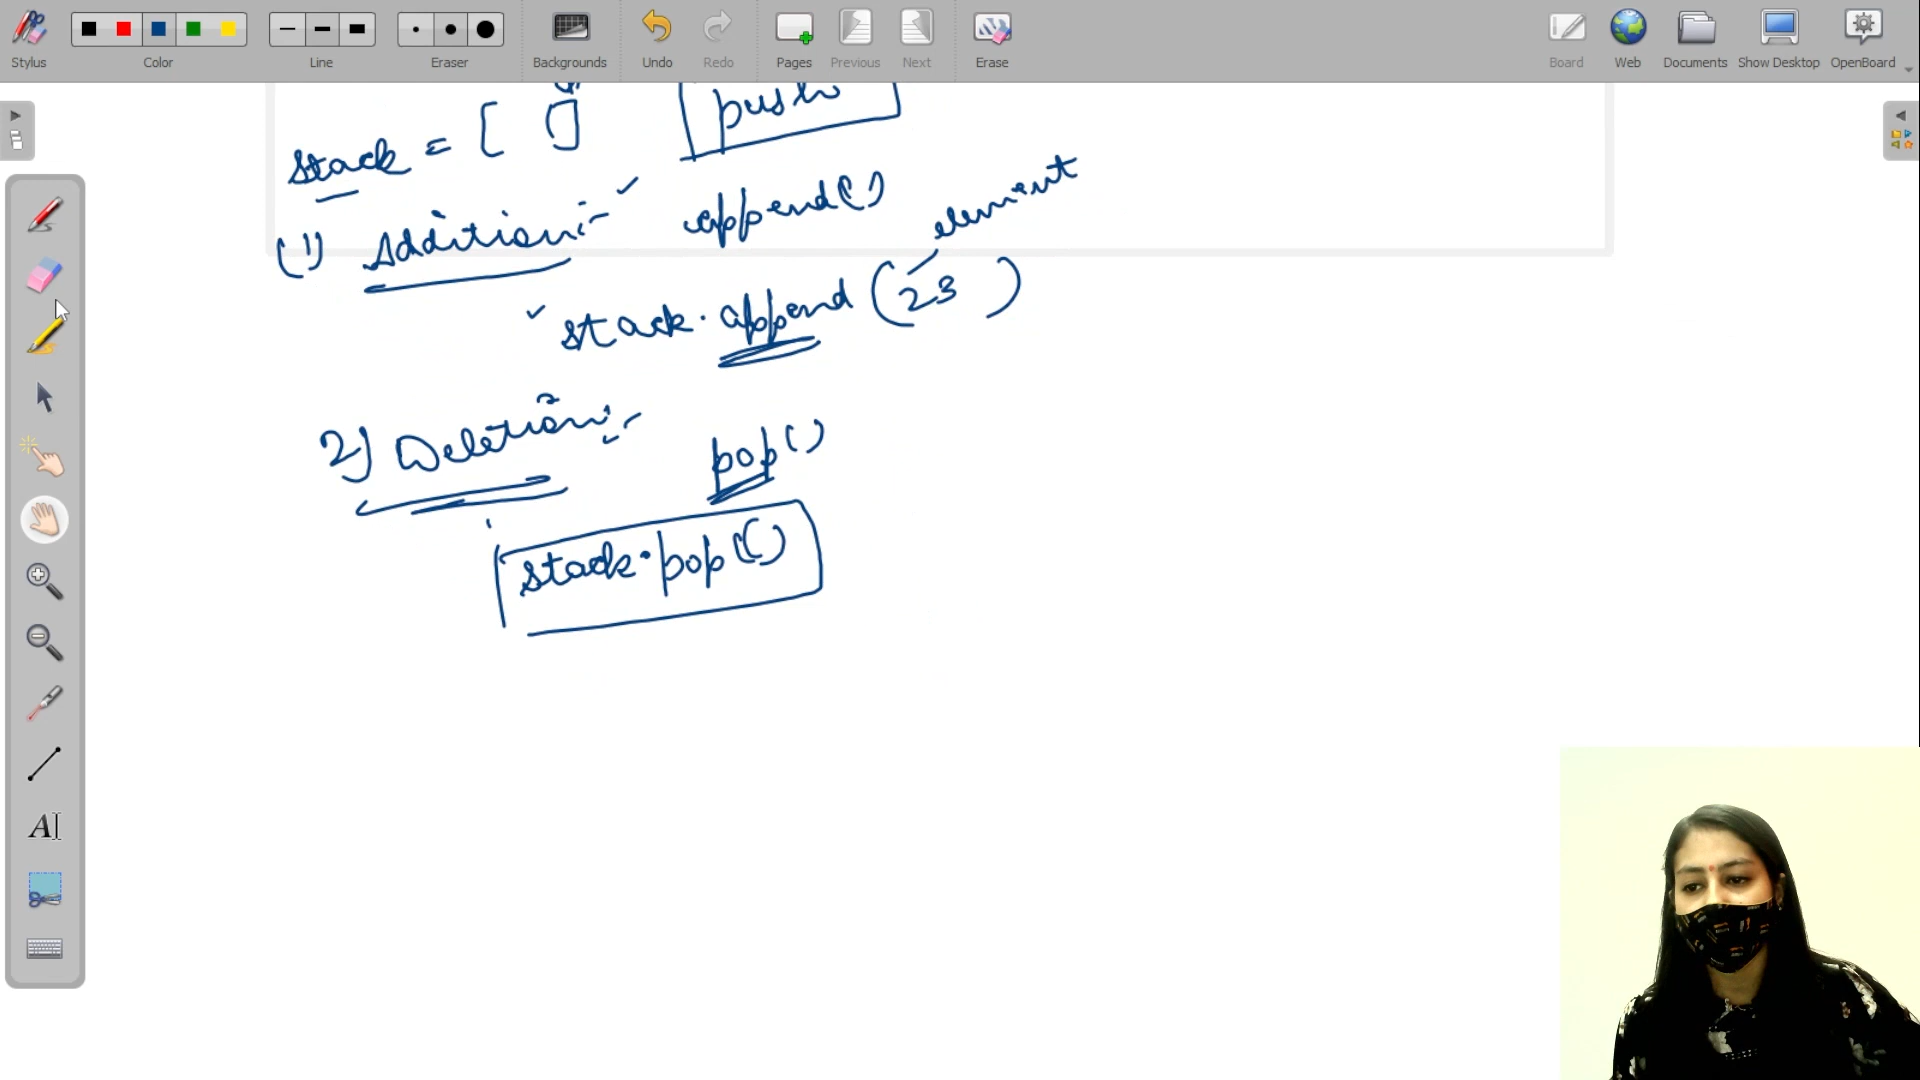 Stylus
Color
Line
Eraser
Backgrounds
Undo
Redo
Pages
Previous
Next
Erase
Board
Web
Documents
Show Desktop
OpenBoard
push
stack = [ ]
(1) Addition:- append()
element
stack.append(23)
2) Deletion:- pop()
stack.pop()